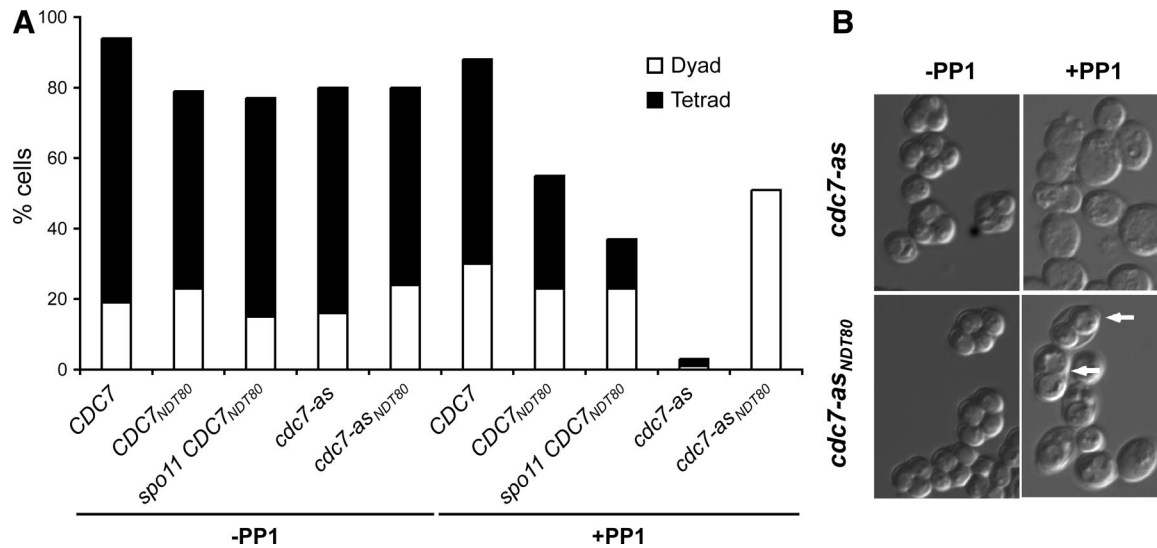 A
100
80
60
40
20
0
% cells
Dyad
Tetrad
CDC7
CDC7NDT80
spo11 CDC7NDT80
cdc7-as
cdc7-asNDT80
CDC7
CDC7NDT80
spo11 CDC7NDT80
cdc7-as
cdc7-asNDT80
-PP1
+PP1
B
-PP1
+PP1
cdc7-as
cdc7-asNDT80